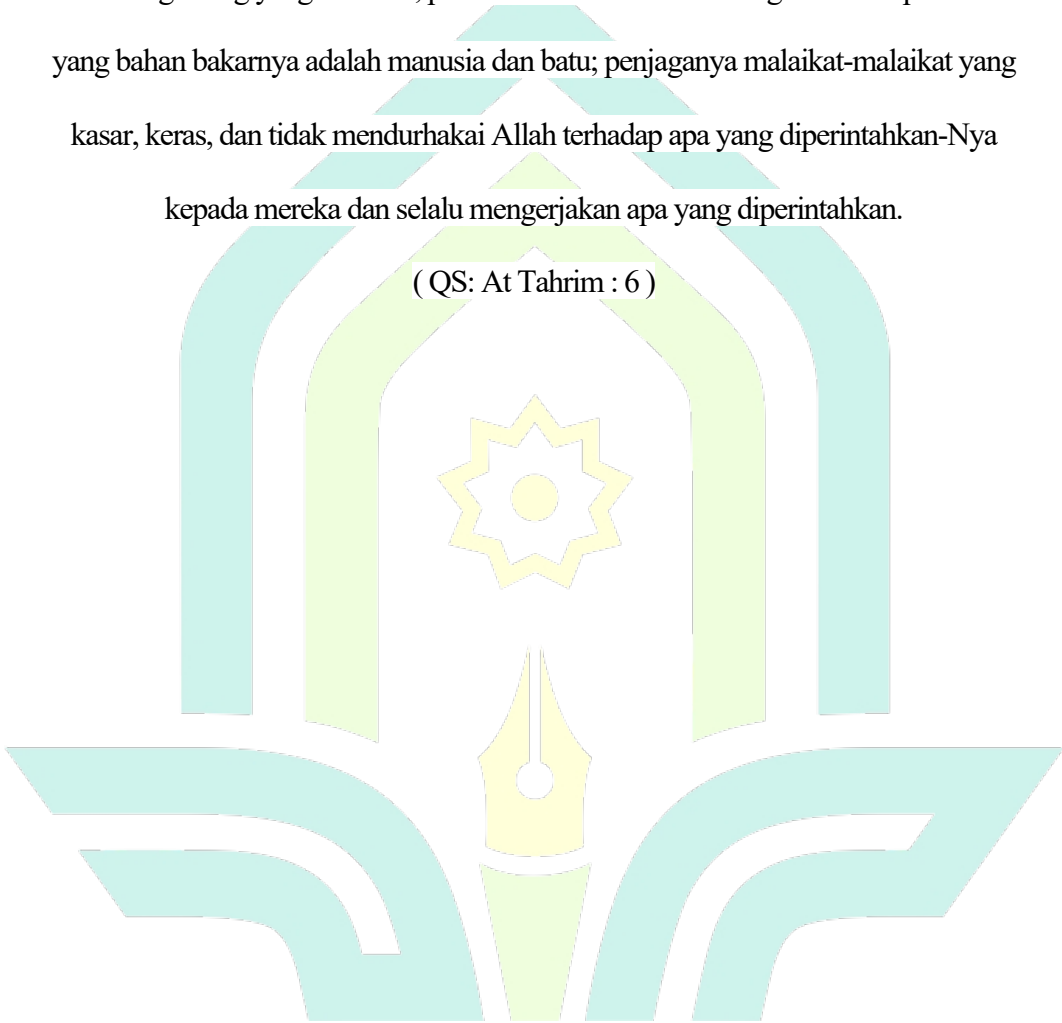 yang bahan bakarnya adalah manusia dan batu; penjaganya malaikat-malaikat yang
kasar, keras, dan tidak mendurhakai Allah terhadap apa yang diperintahkan-Nya
kepada mereka dan selalu mengerjakan apa yang diperintahkan.
( QS: At Tahrim : 6 )